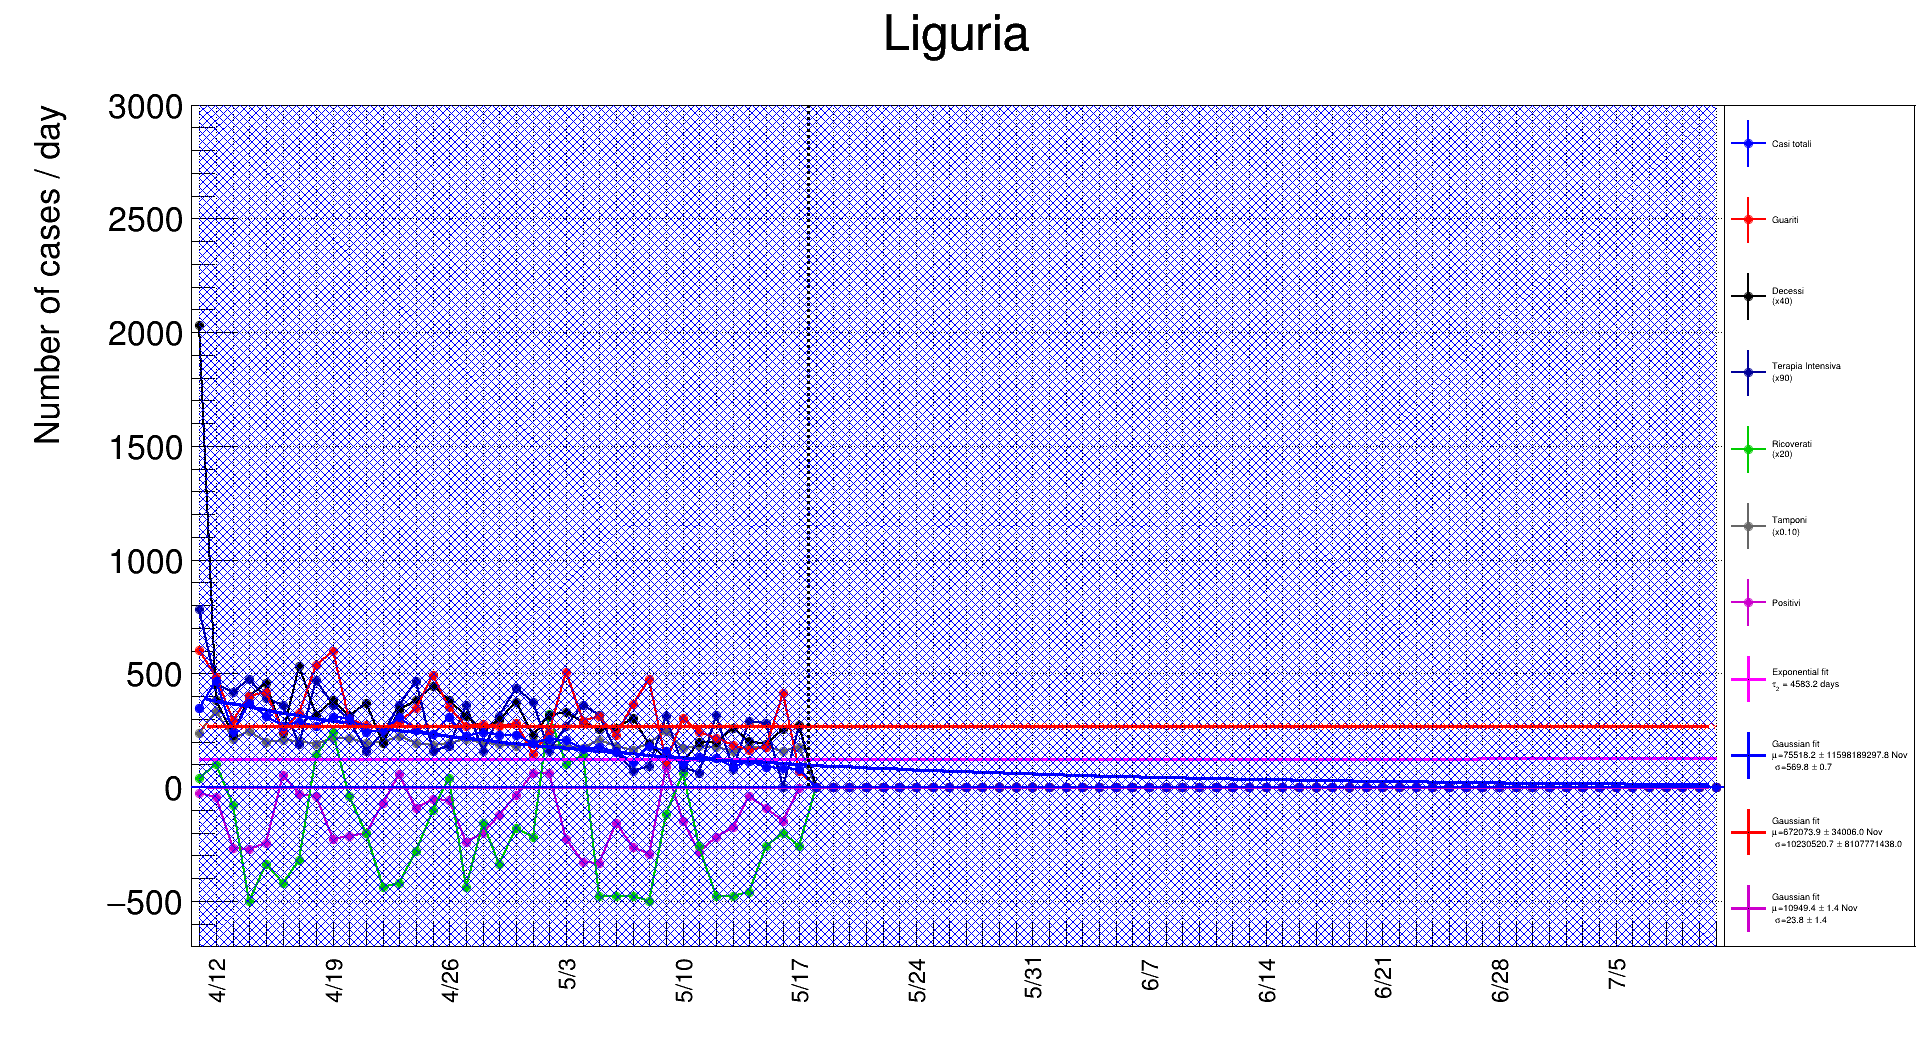 Liguria
Number of cases / day
3000
2500
2000
1500
1000
500
0
−500
4/12
4/19
4/26
5/3
5/10
5/17
5/24
5/31
6/7
6/14
6/21
6/28
7/5
Casi totali
Guariti
Decessi
(x40)
Terapia Intensiva
(x90)
Ricoverati
(x20)
Tamponi
(x0.10)
Positivi
Exponential fit
τ₂ = 4583.2 days
Gaussian fit
μ=75518.2 ± 11598189297.8 Nov
σ=569.8 ± 0.7
Gaussian fit
μ=672073.9 ± 34006.0 Nov
σ=10230520.7 ± 8107771438.0
Gaussian fit
μ=10949.4 ± 1.4 Nov
σ=23.8 ± 1.4